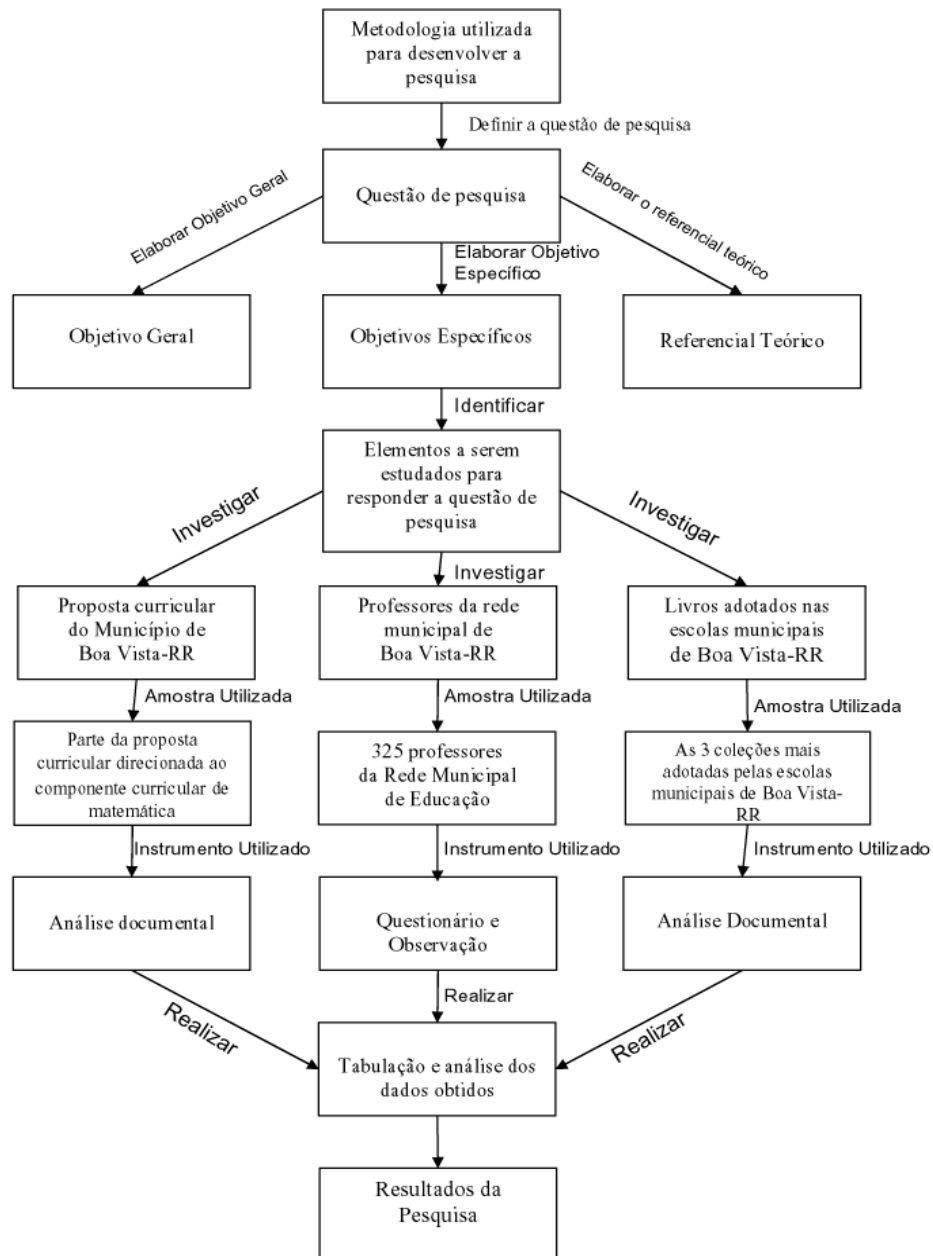 Metodologia utilizada
para desenvolver a
pesquisa
Definir a questão de pesquisa
Questão de pesquisa
Elaborar Objetivo Geral
Elaborar Objetivo
Específico
Elaborar o referencial teórico
Objetivo Geral
Objetivos Específicos
Referencial Teórico
Identificar
Elementos a serem
estudados para
responder a questão de
pesquisa
Investigar
Investigar
Investigar
Proposta curricular
do Município de
Boa Vista-RR
Professores da rede
municipal de
Boa Vista-RR
Livros adotados nas
escolas municipais
de Boa Vista-RR
Amostra Utilizada
Amostra Utilizada
Amostra Utilizada
Parte da proposta
curricular direcionada ao
componente curricular de
matemática
325 professores
da Rede Municipal
de Educação
As 3 coleções mais
adotadas pelas escolas
municipais de Boa Vista-
RR
Instrumento Utilizado
Instrumento Utilizado
Instrumento Utilizado
Análise documental
Questionário e
Observação
Análise Documental
Realizar
Realizar
Realizar
Tabulação e análise dos
dados obtidos
Resultados da
Pesquisa